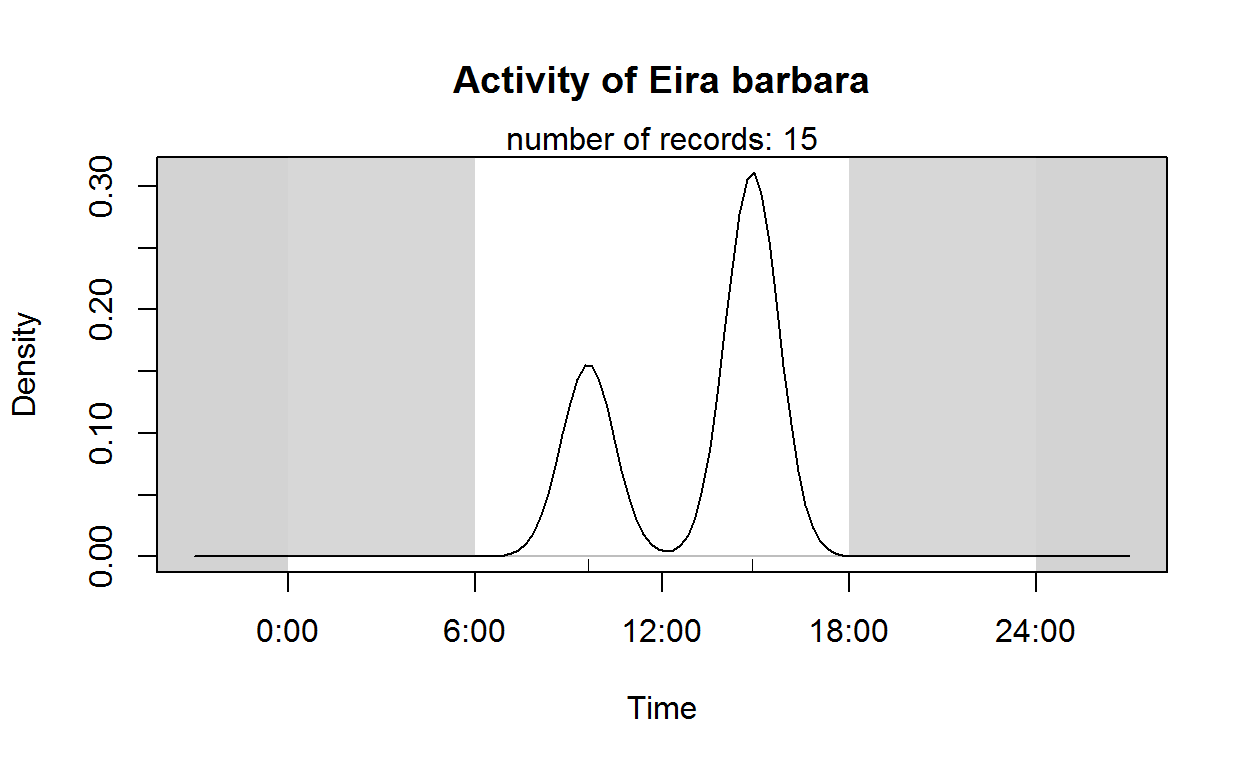 Activity of Eira barbara
number of records: 15
0.30
0.20
0.10
0.00
Density
0:00 6:00 12:00 18:00 24:00
Time